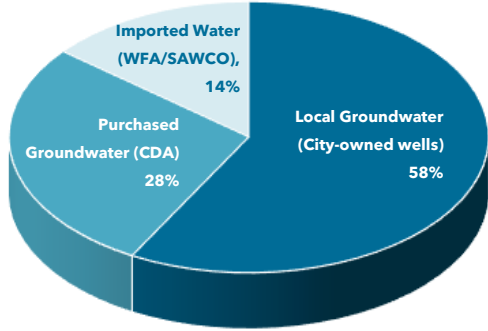 Imported Water
(WFA/SAWCO),
14%
Local Groundwater
(City-owned wells)
58%
Purchased
Groundwater (CDA)
28%